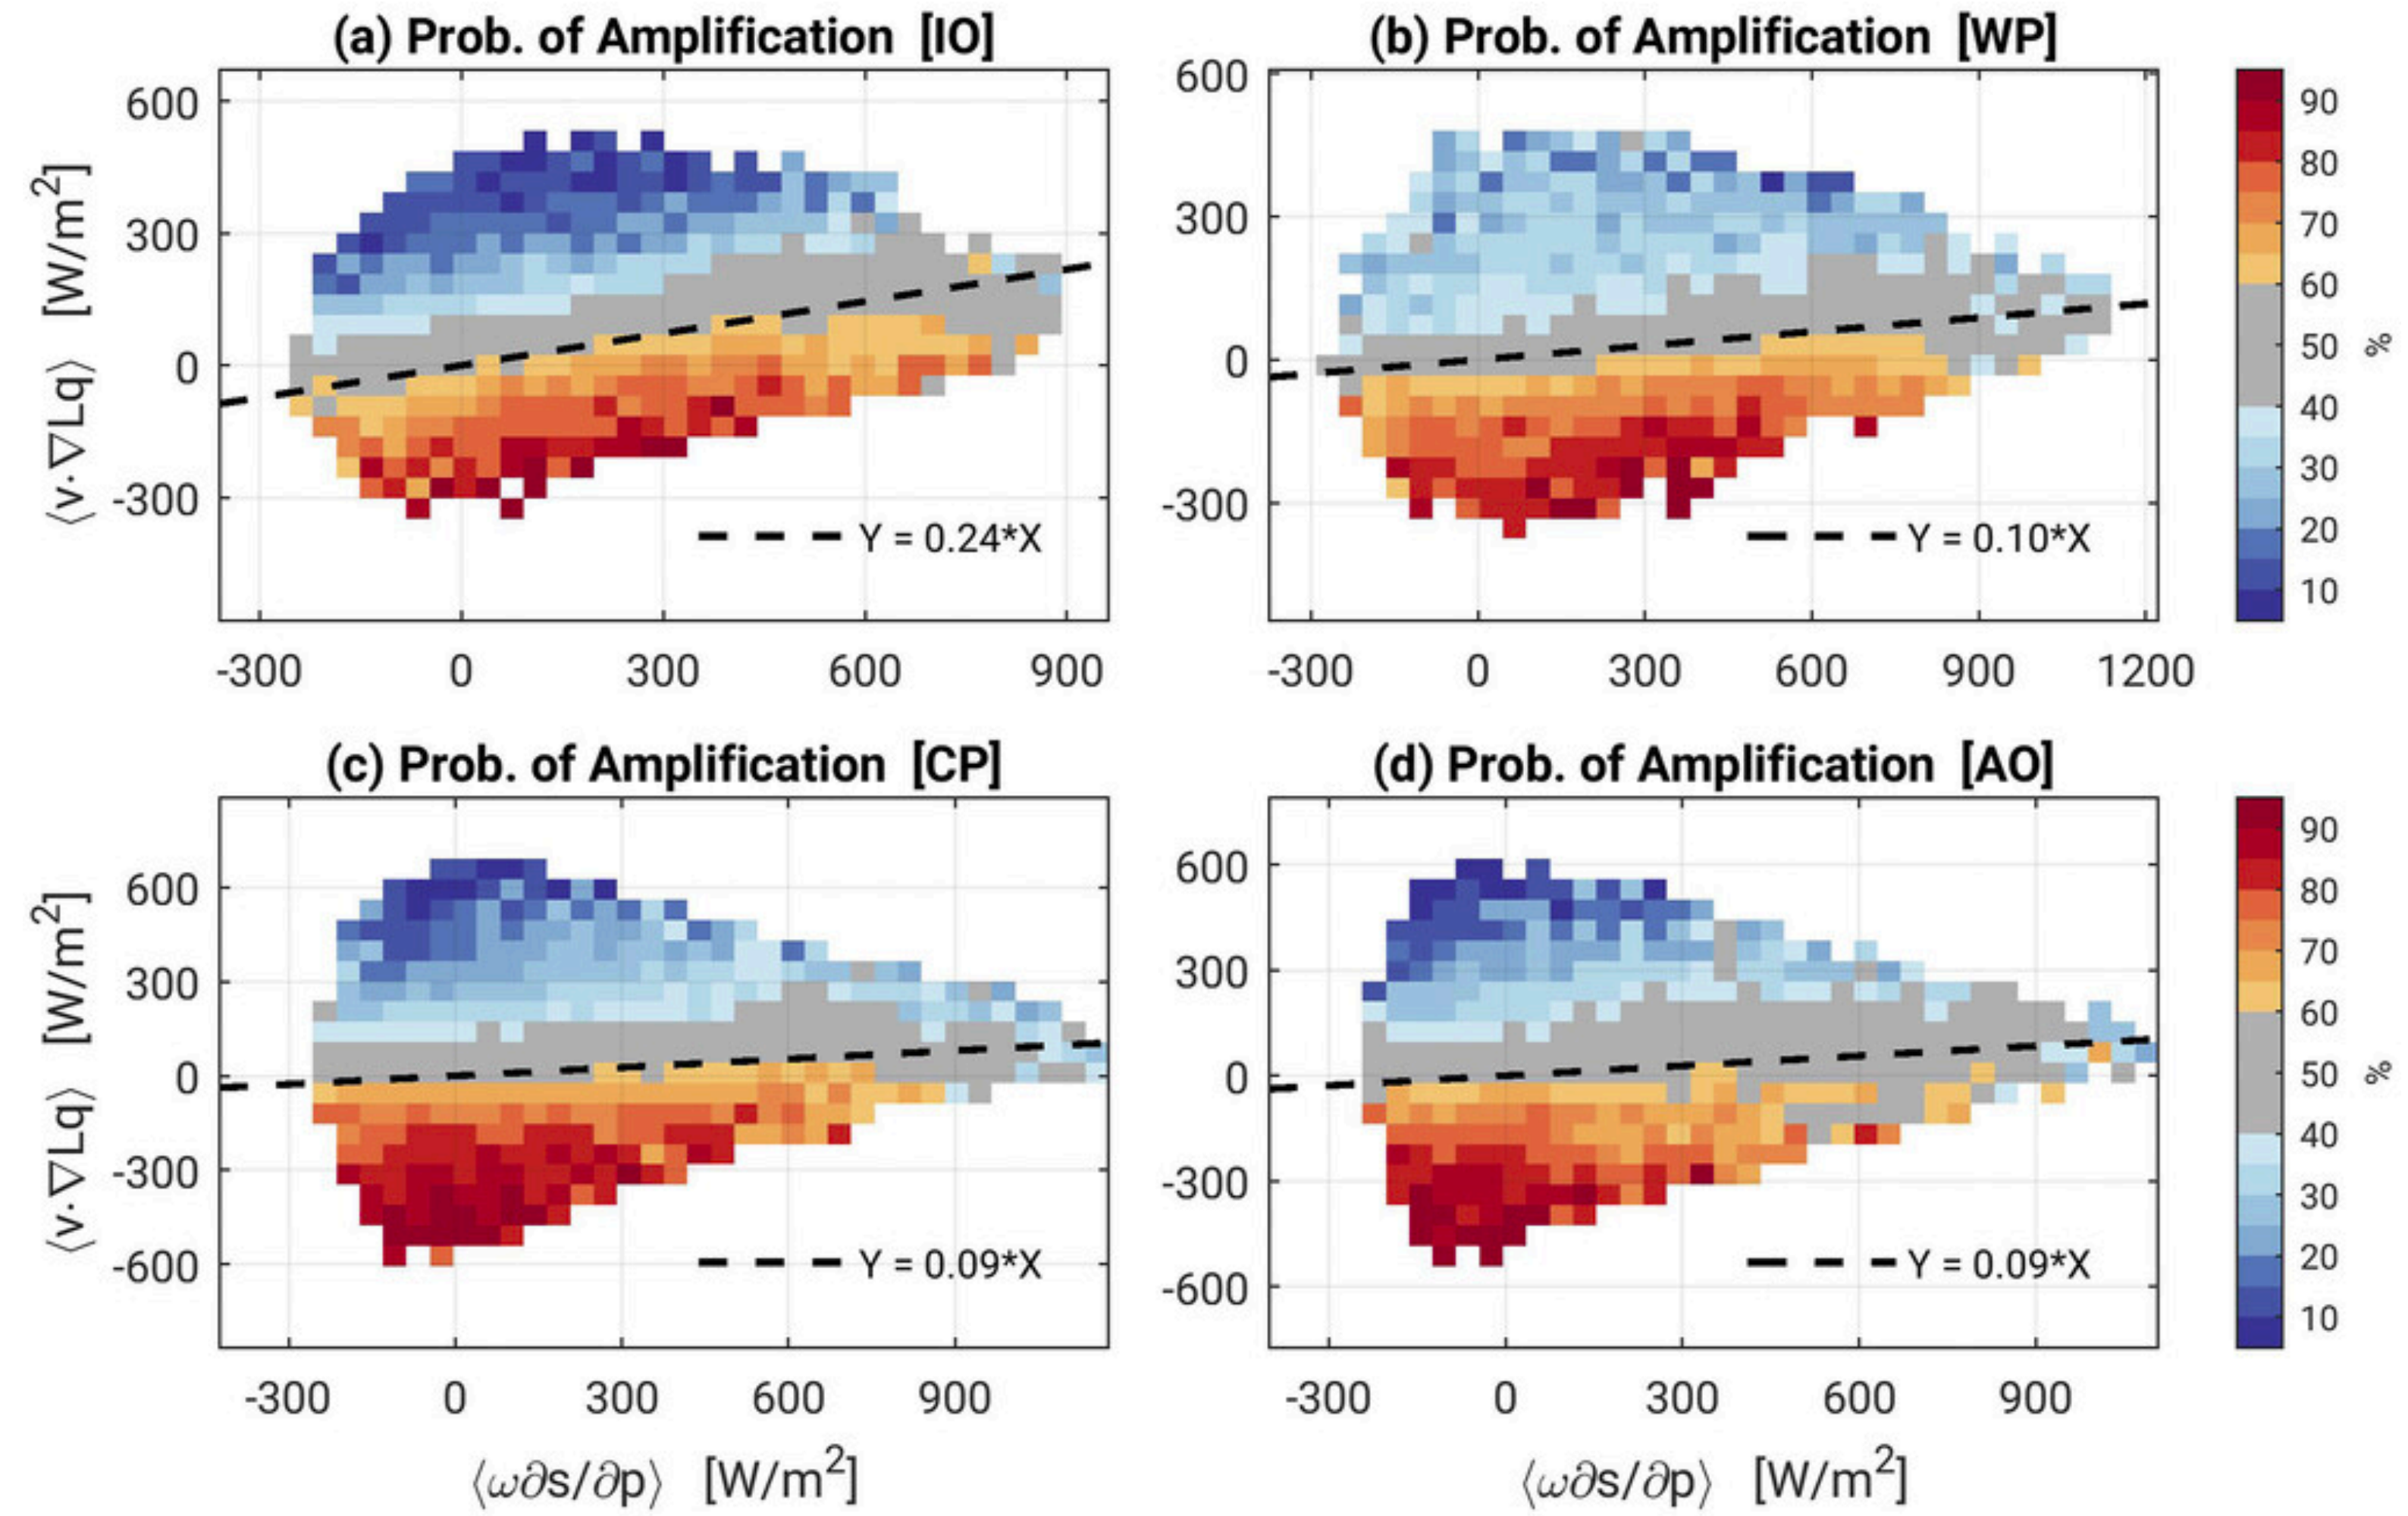 (a) Prob. of Amplification [IO]
600
300
0
-300
⟨v·∇Lq⟩ [W/m²]
Y = 0.24*X
-300 0 300 600 900
(b) Prob. of Amplification [WP]
600
300
0
-300
Y = 0.10*X
-300 0 300 600 900 1200
90
80
70
60
50
40
30
20
10
%
(c) Prob. of Amplification [CP]
600
300
0
-300
-600
⟨v·∇Lq⟩ [W/m²]
Y = 0.09*X
-300 0 300 600 900
⟨ω∂s/∂p⟩ [W/m²]
(d) Prob. of Amplification [AO]
600
300
0
-300
-600
Y = 0.09*X
-300 0 300 600 900
⟨ω∂s/∂p⟩ [W/m²]
90
80
70
60
50
40
30
20
10
%